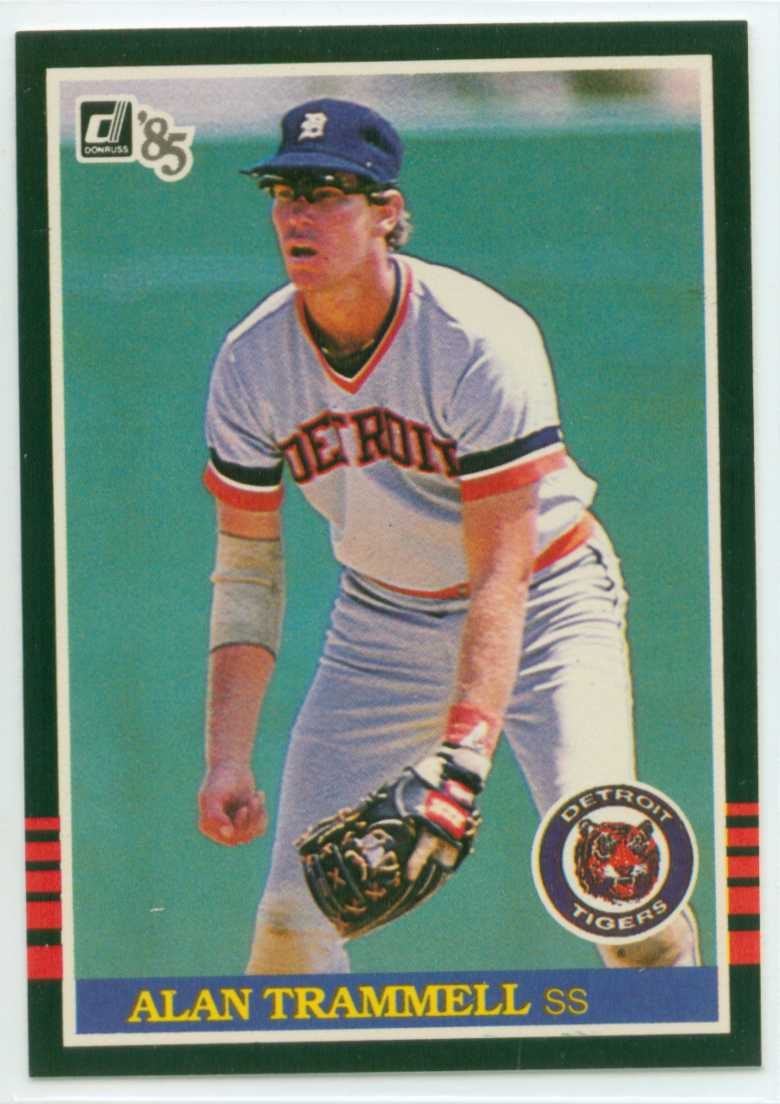 d
DONRUSS
'85
D
DETROIT
DETROIT
TIGERS
ALAN TRAMMELL SS